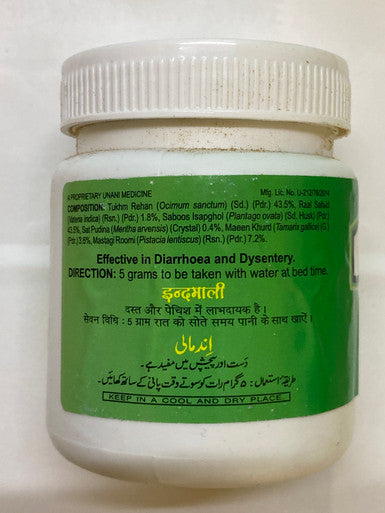 A PROPRIETARY UNANI MEDICINE Mfg. Lic. No. U-212/78/2014
COMPOSITION: Tukhm Rehan (Ocimum sanctum) (Sd.) (Pdr.) 43.5%, Raal Safaid
(Vateria indica) (Rsn.) (Pdr.) 1.8%, Saboos Isapghol (Plantago ovata) (Sd. Husk) (Pdr.)
43.5%, Sat Pudina (Mentha arvensis) (Crystal) 0.4%, Maeen Khurd (Tamarix gallica) (G.)
(Pdr.) 3.6%, Mastagi Roomi (Pistacia lentiscus) (Rsn.) (Pdr.) 7.2%.
Effective in Diarrhoea and Dysentery.
DIRECTION: 5 grams to be taken with water at bed time.
इन्दमाली
दस्त और पेचिश में लाभदायक है।
सेवन विधि : 5 ग्राम रात को सोते समय पानी के साथ खाऐं।
اندمالی
دست اور پیچش میں مفید ہے۔
طریقہ استعمال: ۵ گرام رات کو سوتے وقت پانی کے ساتھ کھائیں۔
KEEP IN A COOL AND DRY PLACE